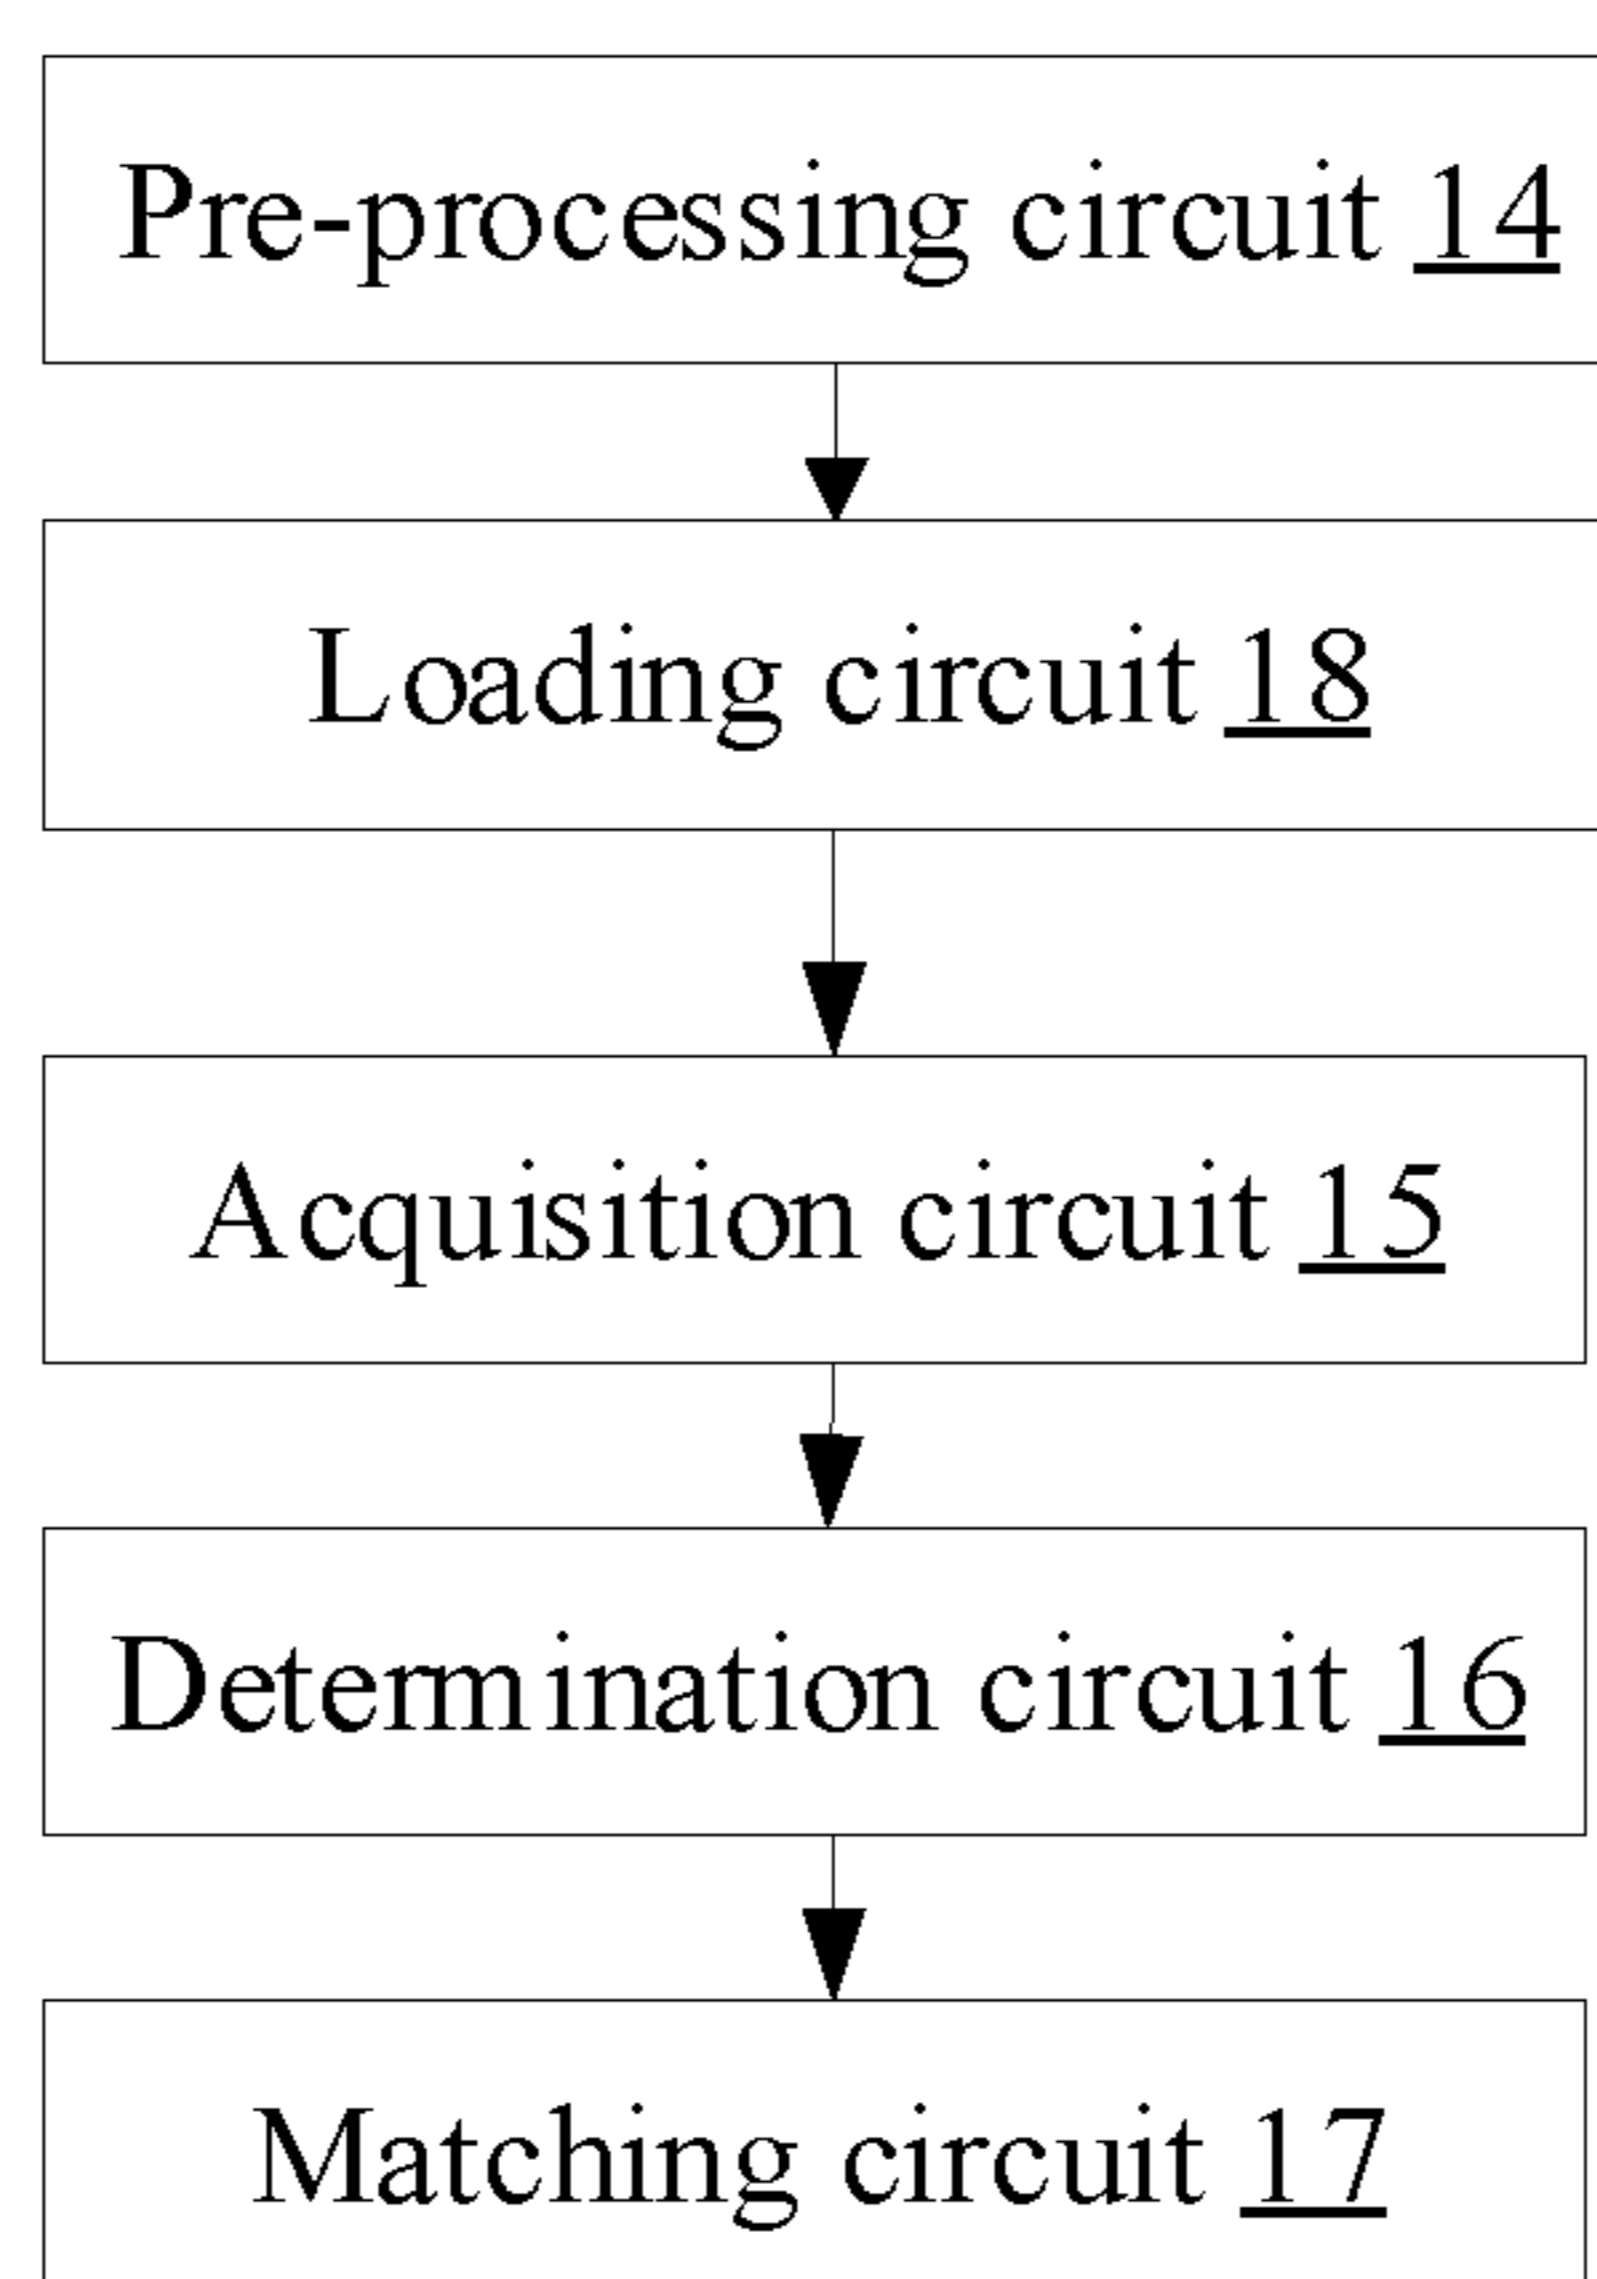 Pre-processing circuit 14
Loading circuit 18
Acquisition circuit 15
Determination circuit 16
Matching circuit 17